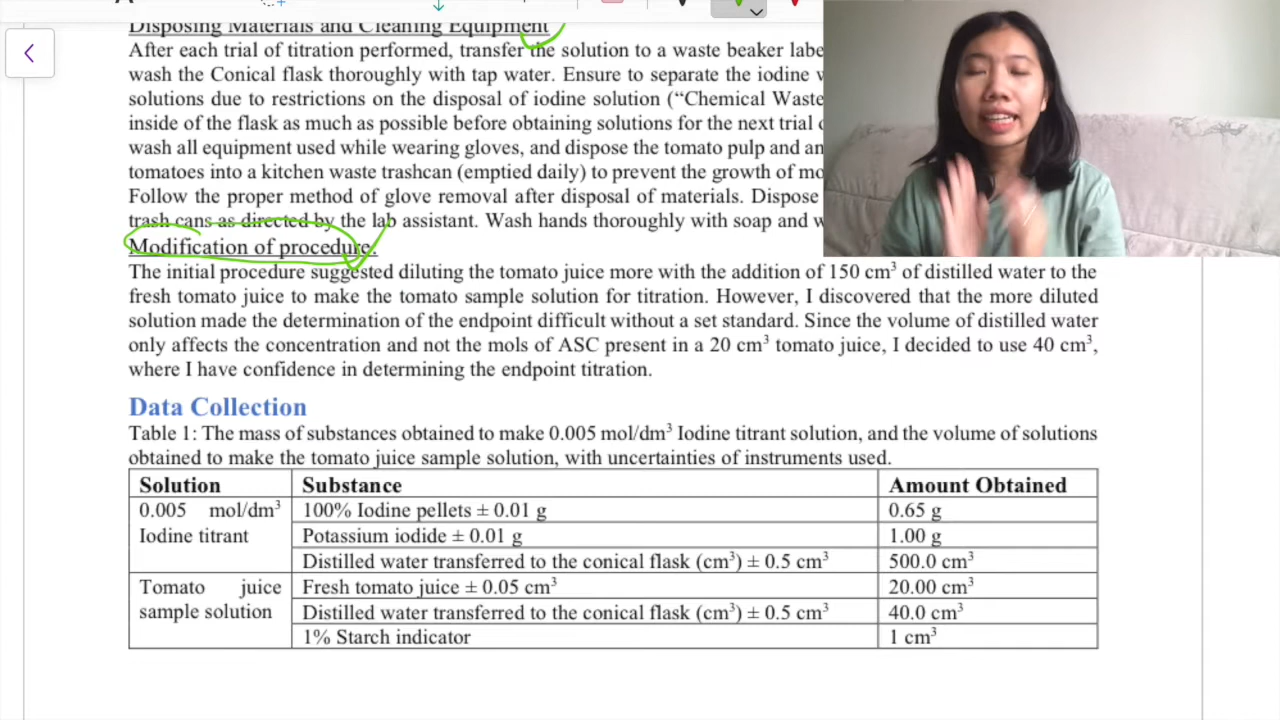 Disposing Materials and Cleaning Equipment
After each trial of titration performed, transfer the solution to a waste beaker labe
wash the Conical flask thoroughly with tap water. Ensure to separate the iodine
solutions due to restrictions on the disposal of iodine solution (“Chemical Waste
inside of the flask as much as possible before obtaining solutions for the next trial
wash all equipment used while wearing gloves, and dispose the tomato pulp and an
tomatoes into a kitchen waste trashcan (emptied daily) to prevent the growth of mo
Follow the proper method of glove removal after disposal of materials. Dispose
trash cans as directed by the lab assistant. Wash hands thoroughly with soap and w
Modification of procedure:
The initial procedure suggested diluting the tomato juice more with the addition of 150 cm³ of distilled water to the
fresh tomato juice to make the tomato sample solution for titration. However, I discovered that the more diluted
solution made the determination of the endpoint difficult without a set standard. Since the volume of distilled water
only affects the concentration and not the mols of ASC present in a 20 cm³ tomato juice, I decided to use 40 cm³,
where I have confidence in determining the endpoint titration.
Data Collection
Table 1: The mass of substances obtained to make 0.005 mol/dm³ Iodine titrant solution, and the volume of solutions
obtained to make the tomato juice sample solution, with uncertainties of instruments used.
Solution Substance Amount Obtained
0.005 mol/dm³ 100% Iodine pellets ± 0.01 g 0.65 g
Iodine titrant Potassium iodide ± 0.01 g 1.00 g
Distilled water transferred to the conical flask (cm³) ± 0.5 cm³ 500.0 cm³
Tomato juice Fresh tomato juice ± 0.05 cm³ 20.00 cm³
sample solution Distilled water transferred to the conical flask (cm³) ± 0.5 cm³ 40.0 cm³
1% Starch indicator 1 cm³